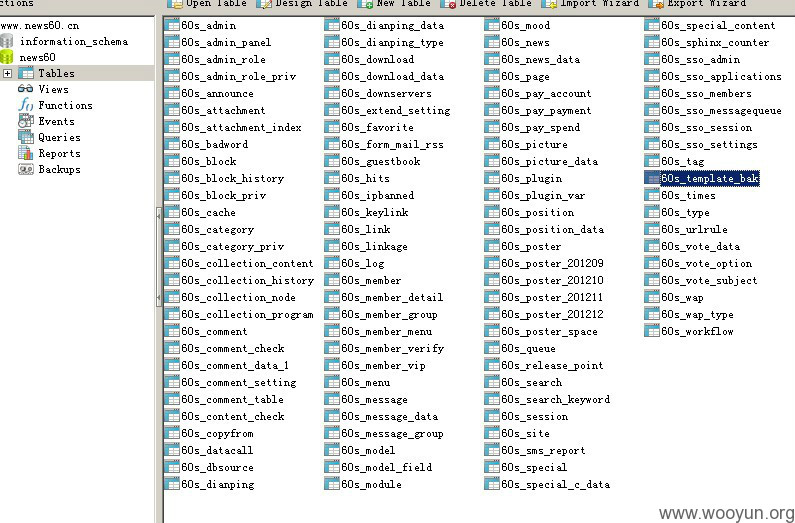 ctions
Open Table Design Table New Table Delete Table Import Wizard Export Wizard
www.news60.cn
information_schema
news60
Tables
Views
Functions
Events
Queries
Reports
Backups
60s_admin
60s_admin_panel
60s_admin_role
60s_admin_role_priv
60s_announce
60s_attachment
60s_attachment_index
60s_badword
60s_block
60s_block_history
60s_block_priv
60s_cache
60s_category
60s_category_priv
60s_collection_content
60s_collection_history
60s_collection_node
60s_collection_program
60s_comment
60s_comment_check
60s_comment_data_1
60s_comment_setting
60s_comment_table
60s_content_check
60s_copyfrom
60s_datacall
60s_dbsource
60s_dianping
60s_dianping_data
60s_dianping_type
60s_download
60s_download_data
60s_downservers
60s_extend_setting
60s_favorite
60s_form_mail_rss
60s_guestbook
60s_hits
60s_ipbanned
60s_keylink
60s_link
60s_linkage
60s_log
60s_member
60s_member_detail
60s_member_group
60s_member_menu
60s_member_verify
60s_member_vip
60s_menu
60s_message
60s_message_data
60s_message_group
60s_model
60s_model_field
60s_module
60s_mood
60s_news
60s_news_data
60s_page
60s_pay_account
60s_pay_payment
60s_pay_spend
60s_picture
60s_picture_data
60s_plugin
60s_plugin_var
60s_position
60s_position_data
60s_poster
60s_poster_201209
60s_poster_201210
60s_poster_201211
60s_poster_201212
60s_poster_space
60s_queue
60s_release_point
60s_search
60s_search_keyword
60s_session
60s_site
60s_sms_report
60s_special
60s_special_c_data
60s_special_content
60s_sphinx_counter
60s_sso_admin
60s_sso_applications
60s_sso_members
60s_sso_messagequeue
60s_sso_session
60s_sso_settings
60s_tag
60s_template_bak
60s_times
60s_type
60s_urlrule
60s_vote_data
60s_vote_option
60s_vote_subject
60s_wap
60s_wap_type
60s_workflow
www.wooyun.org